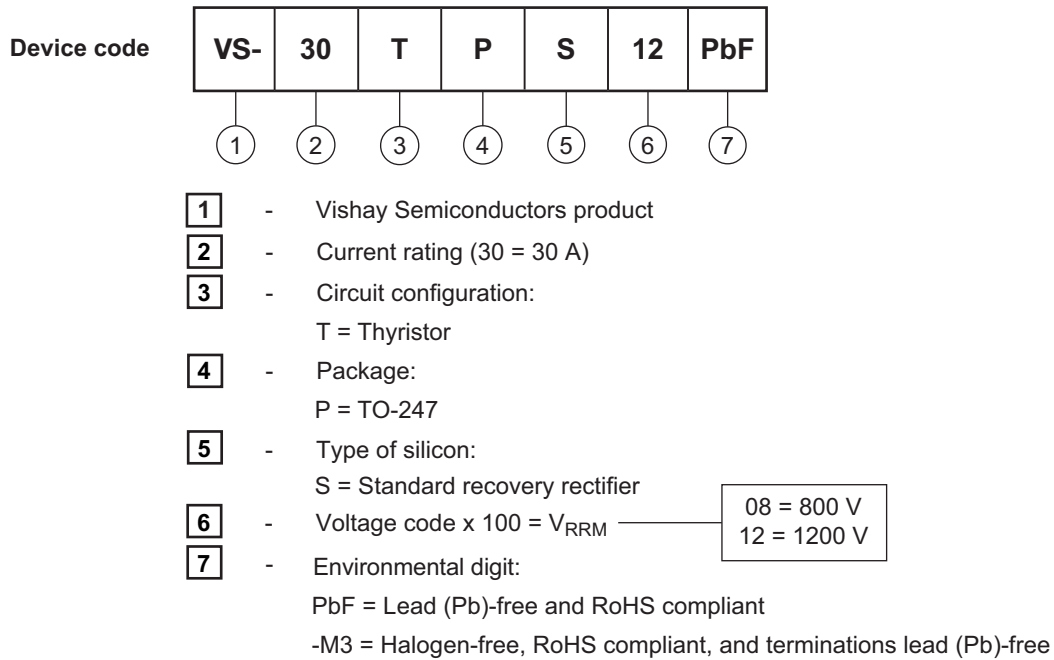 Device code VS- 30 T P S 12 PbF
1 2 3 4 5 6 7
1 - Vishay Semiconductors product
2 - Current rating (30 = 30 A)
3 - Circuit configuration:
T = Thyristor
4 - Package:
P = TO-247
5 - Type of silicon:
S = Standard recovery rectifier
6 - Voltage code x 100 = VRRM
08 = 800 V
12 = 1200 V
7 - Environmental digit:
PbF = Lead (Pb)-free and RoHS compliant
-M3 = Halogen-free, RoHS compliant, and terminations lead (Pb)-free